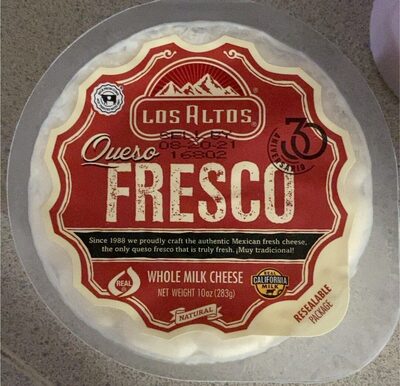 LOS ALTOS®
SELL BY
08-20-21
16802
Queso
30
ANIVERSARIO
FRESCO
Since 1988 we proudly craft the authentic Mexican fresh cheese,
the only queso fresco that is truly fresh. ¡Muy tradicional!
REAL
WHOLE MILK CHEESE
NET WEIGHT 10oz (283g)
REAL
CALIFORNIA
MILK
NATURAL
RESEALABLE
PACKAGE